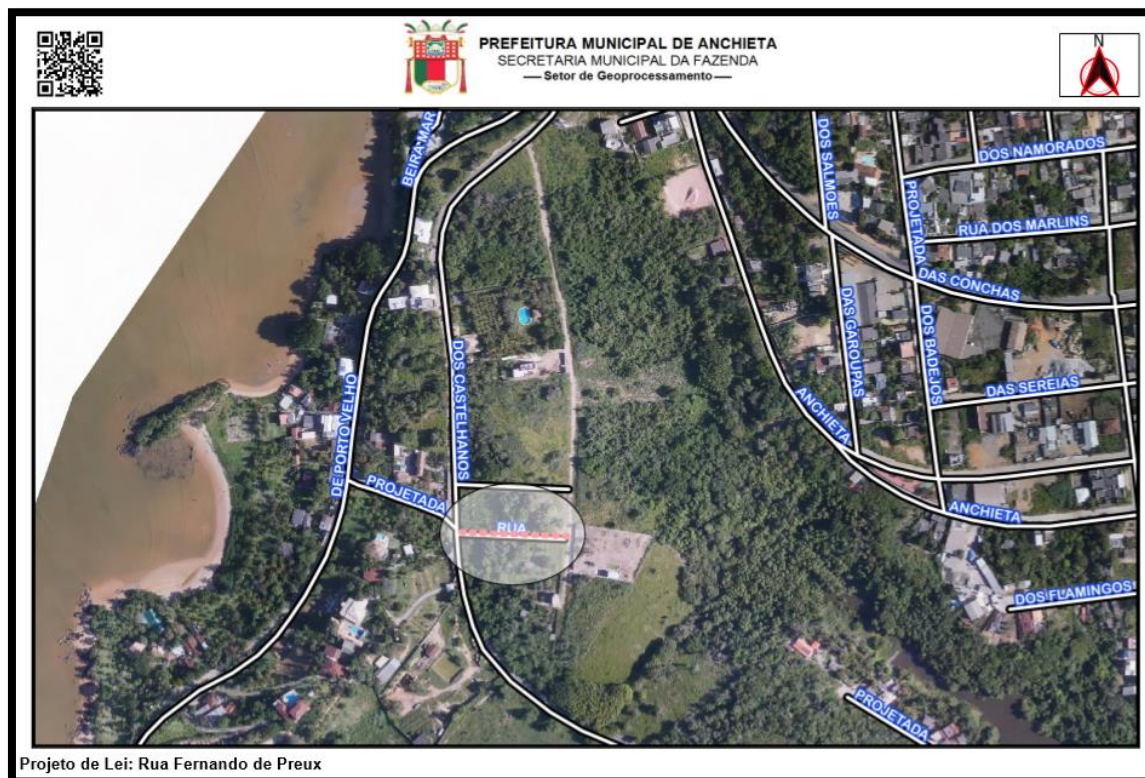 PREFEITURA MUNICIPAL DE ANCHIETA
SECRETARIA MUNICIPAL DA FAZENDA
Setor de Geoprocessamento
N
BEIRA MAR
DOS SALMÕES
DOS NAMORADOS
PROJETADA
RUA DOS MARLINS
DAS CONCHAS
DAS GAROUPAS
DOS BADEJOS
DE PORTO VELHO
DOS CASTELHANOS
DAS SEREIAS
ANCHIETA
PROJETADA
ANCHIETA
RUA
DOS FLAMINGOS
PROJETADA
Projeto de Lei: Rua Fernando de Preux